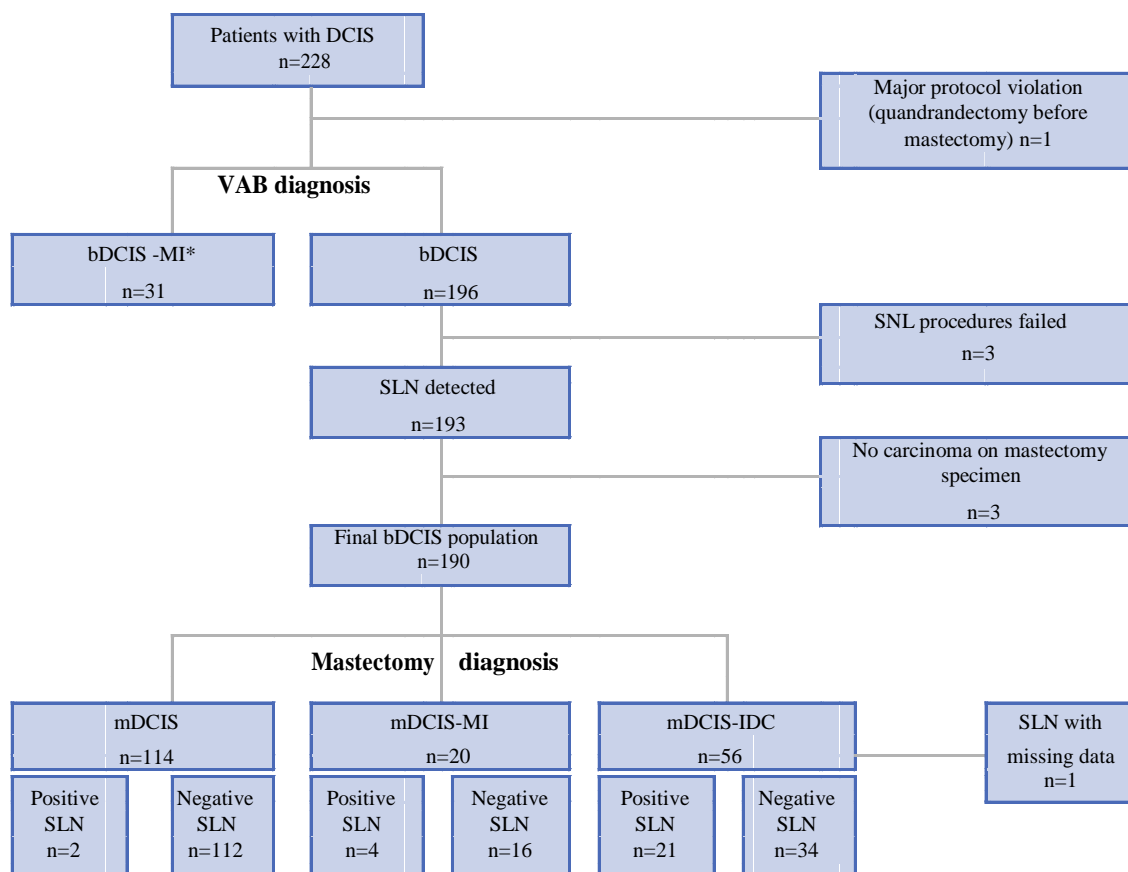 Patients with DCIS
n=228
Major protocol violation
(quandrandectomy before
mastectomy) n=1
VAB diagnosis
bDCIS -MI*
n=31
bDCIS
n=196
SNL procedures failed
n=3
SLN detected
n=193
No carcinoma on mastectomy
specimen
n=3
Final bDCIS population
n=190
Mastectomy diagnosis
mDCIS
n=114
mDCIS-MI
n=20
mDCIS-IDC
n=56
SLN with
missing data
n=1
Positive
SLN
n=2
Negative
SLN
n=112
Positive
SLN
n=4
Negative
SLN
n=16
Positive
SLN
n=21
Negative
SLN
n=34